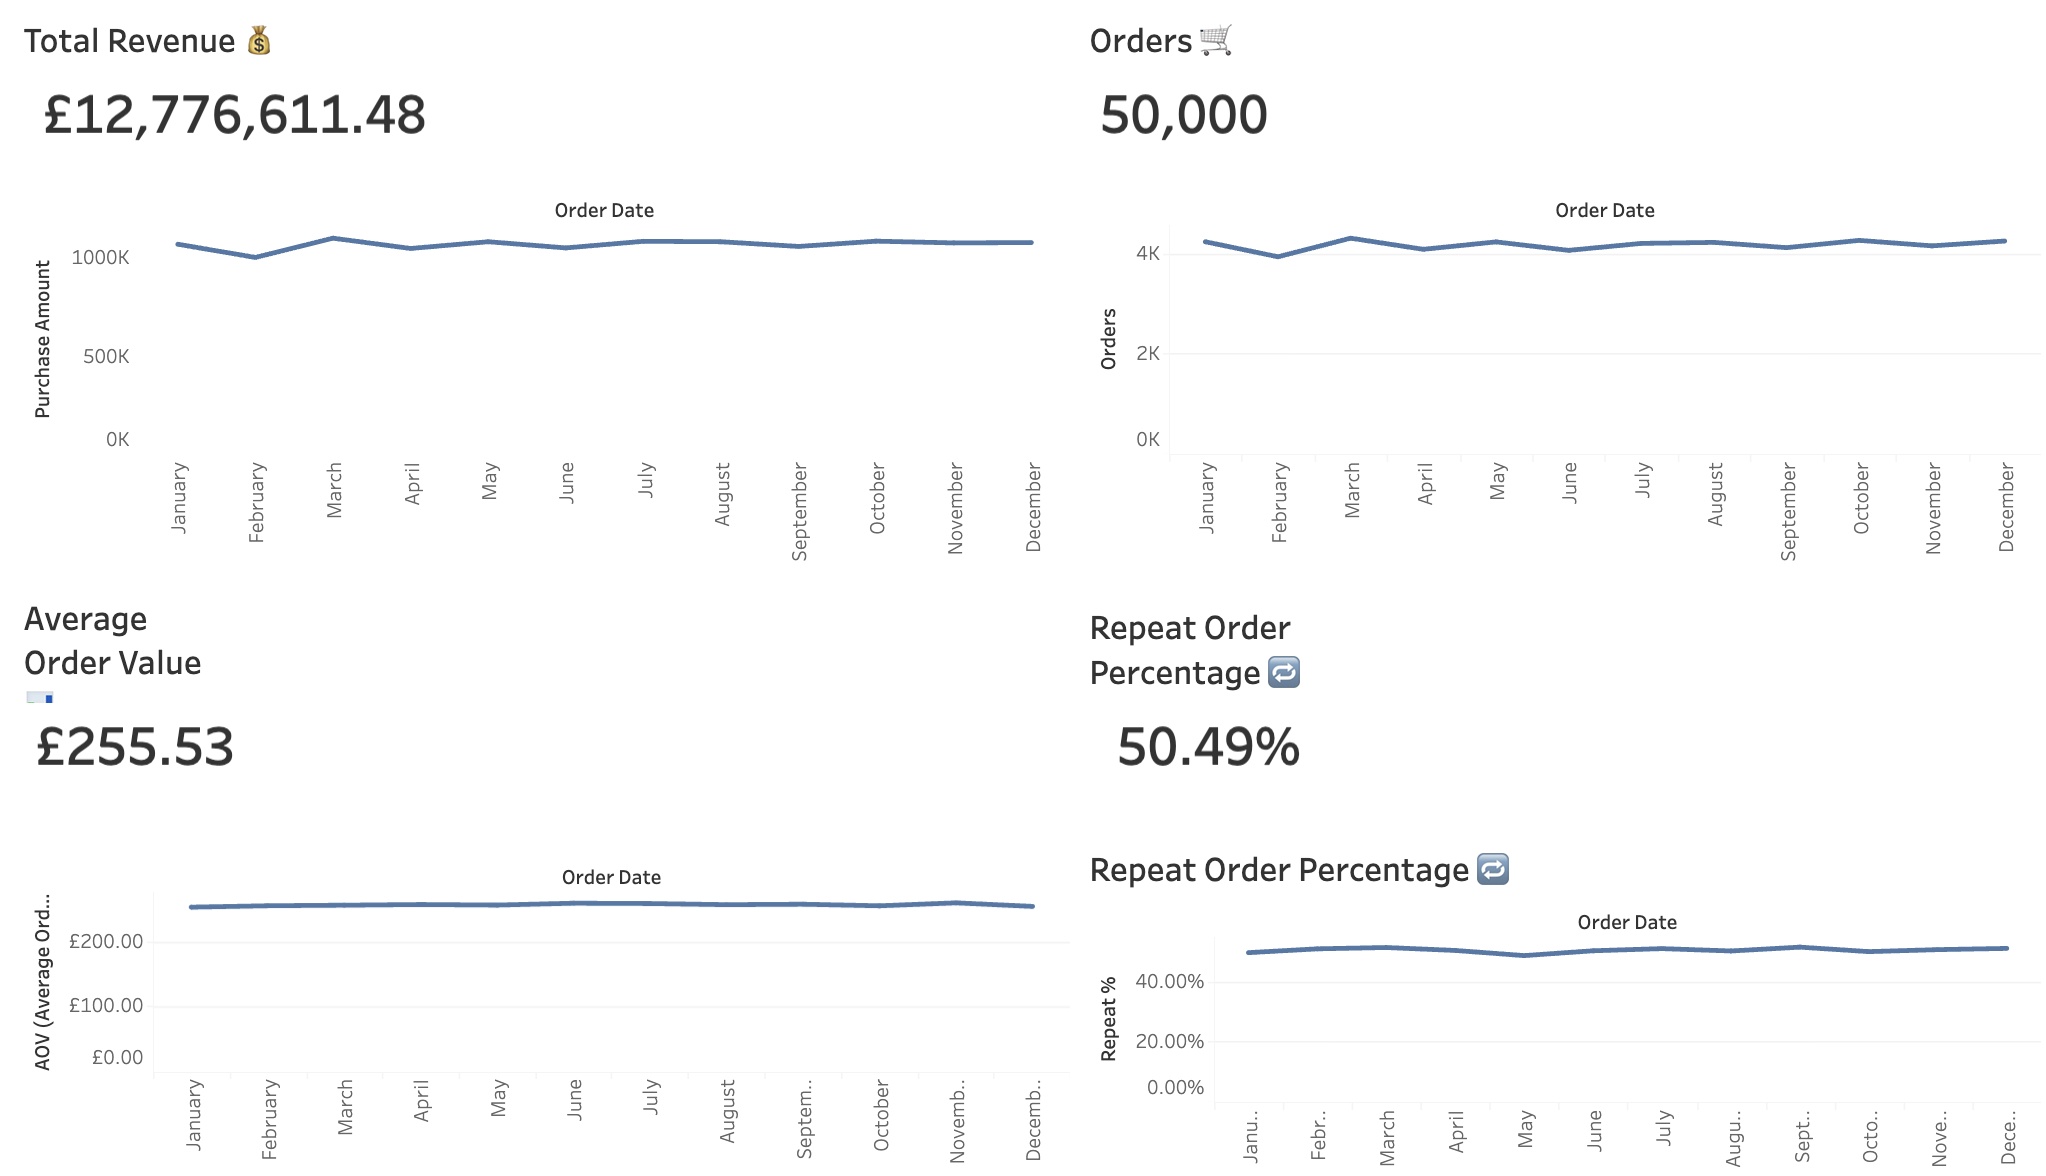 Total Revenue 💰
£12,776,611.48
Order Date
Purchase Amount
1000K
500K
0K
January
February
March
April
May
June
July
August
September
October
November
December
Orders 🛒
50,000
Order Date
Orders
4K
2K
0K
January
February
March
April
May
June
July
August
September
October
November
December
Average
Order Value
£255.53
Order Date
AOV (Average Ord...
£200.00
£100.00
£0.00
January
February
March
April
May
June
July
August
Septem..
October
Novemb..
Decemb..
Repeat Order
Percentage 🔁
50.49%
Repeat Order Percentage 🔁
Order Date
Repeat %
40.00%
20.00%
0.00%
Janu..
Febr..
March
April
May
June
July
Augu..
Sept..
Octo..
Nove..
Dece..